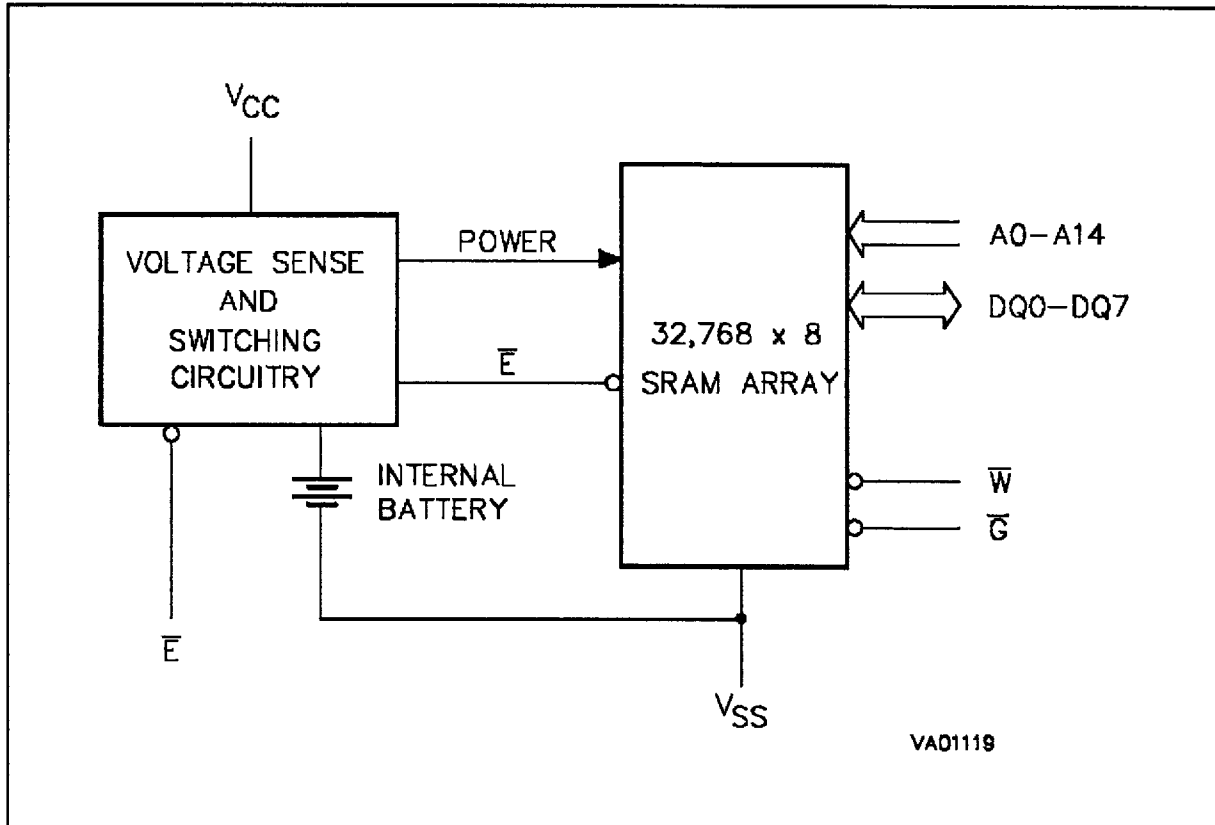 VCC
VOLTAGE SENSE
AND
SWITCHING
CIRCUITRY
POWER
E̅
INTERNAL
BATTERY
E̅
32,768 x 8
SRAM ARRAY
A0-A14
DQ0-DQ7
W̅
G̅
VSS
VA01119